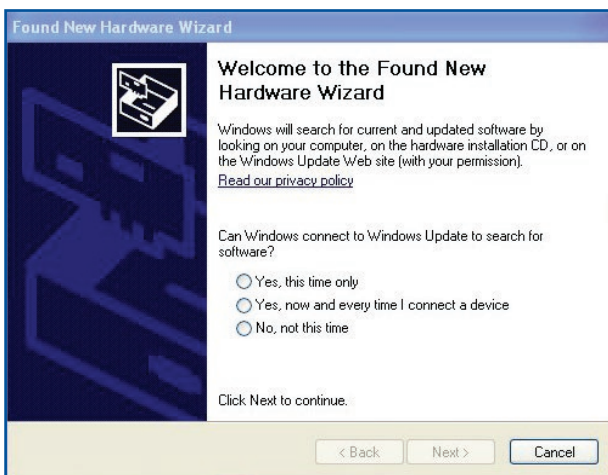 Found New Hardware Wizard
Welcome to the Found New
Hardware Wizard
Windows will search for current and updated software by
looking on your computer, on the hardware installation CD, or on
the Windows Update Web site (with your permission).
Read our privacy policy
Can Windows connect to Windows Update to search for
software?
Yes, this time only
Yes, now and every time I connect a device
No, not this time
Click Next to continue.
< Back
Next >
Cancel